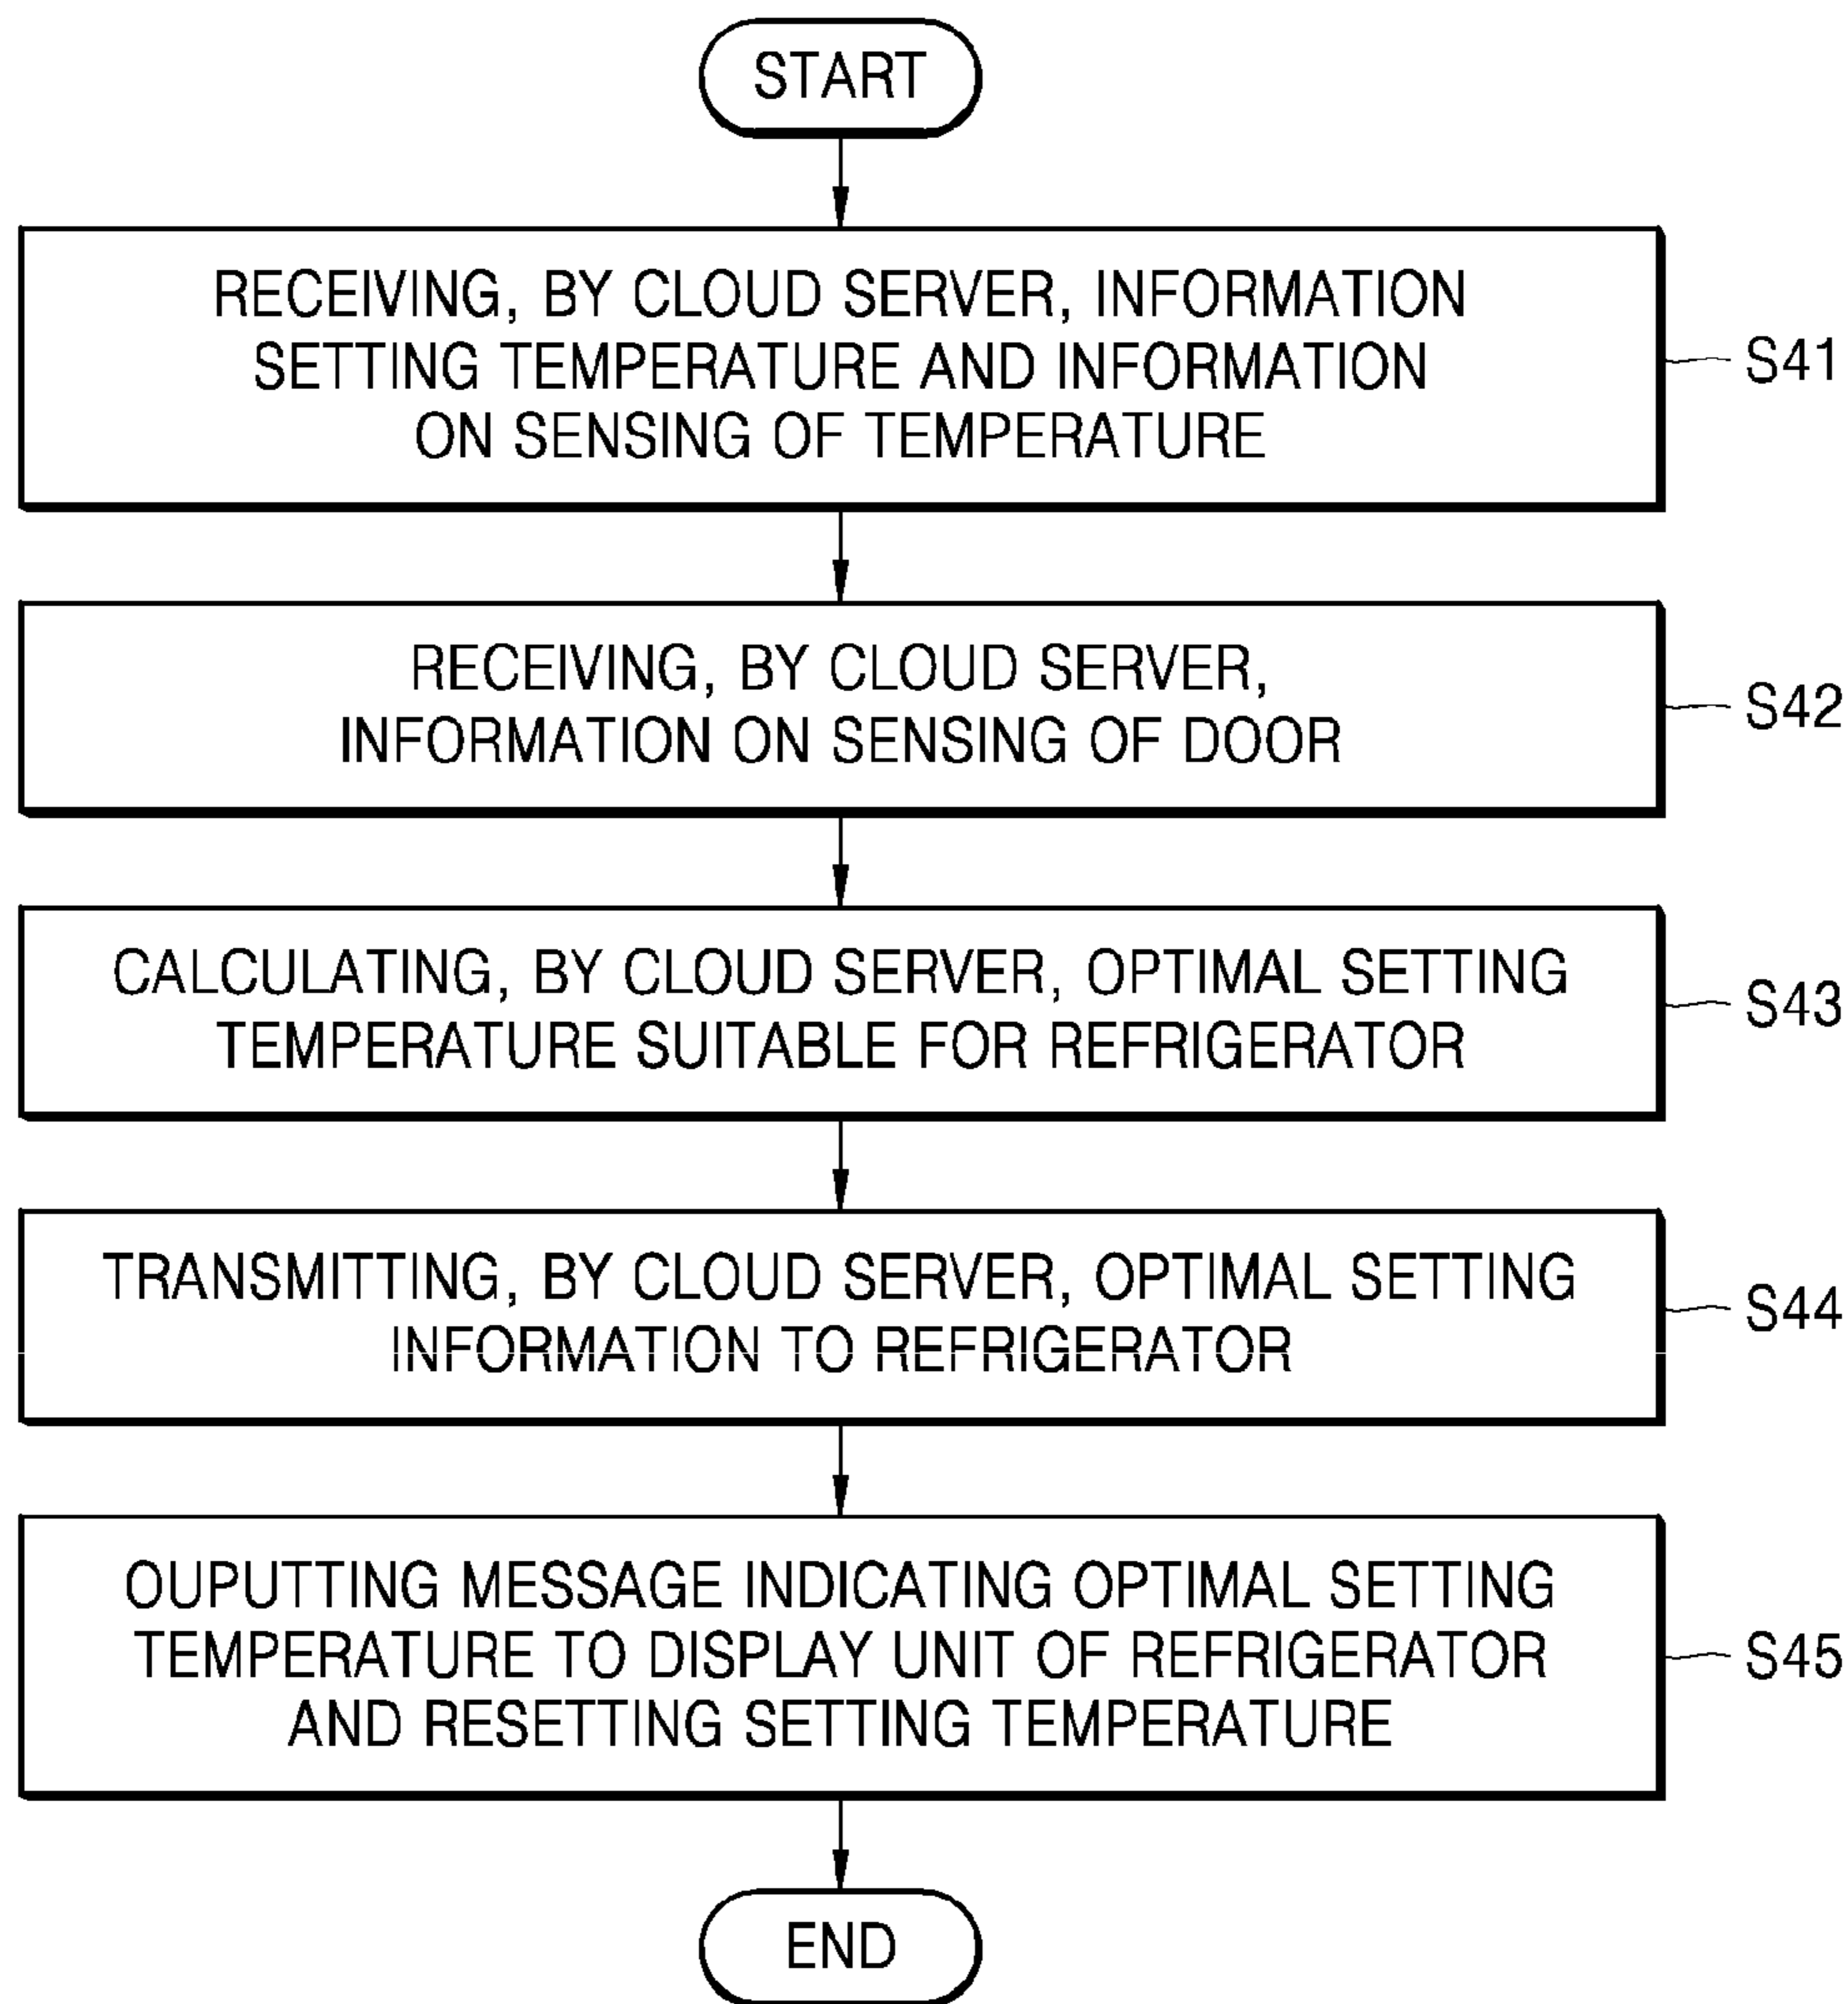 START
RECEIVING, BY CLOUD SERVER, INFORMATION
SETTING TEMPERATURE AND INFORMATION
ON SENSING OF TEMPERATURE
S41
RECEIVING, BY CLOUD SERVER,
INFORMATION ON SENSING OF DOOR
S42
CALCULATING, BY CLOUD SERVER, OPTIMAL SETTING
TEMPERATURE SUITABLE FOR REFRIGERATOR
S43
TRANSMITTING, BY CLOUD SERVER, OPTIMAL SETTING
INFORMATION TO REFRIGERATOR
S44
OUPUTTING MESSAGE INDICATING OPTIMAL SETTING
TEMPERATURE TO DISPLAY UNIT OF REFRIGERATOR
AND RESETTING SETTING TEMPERATURE
S45
END